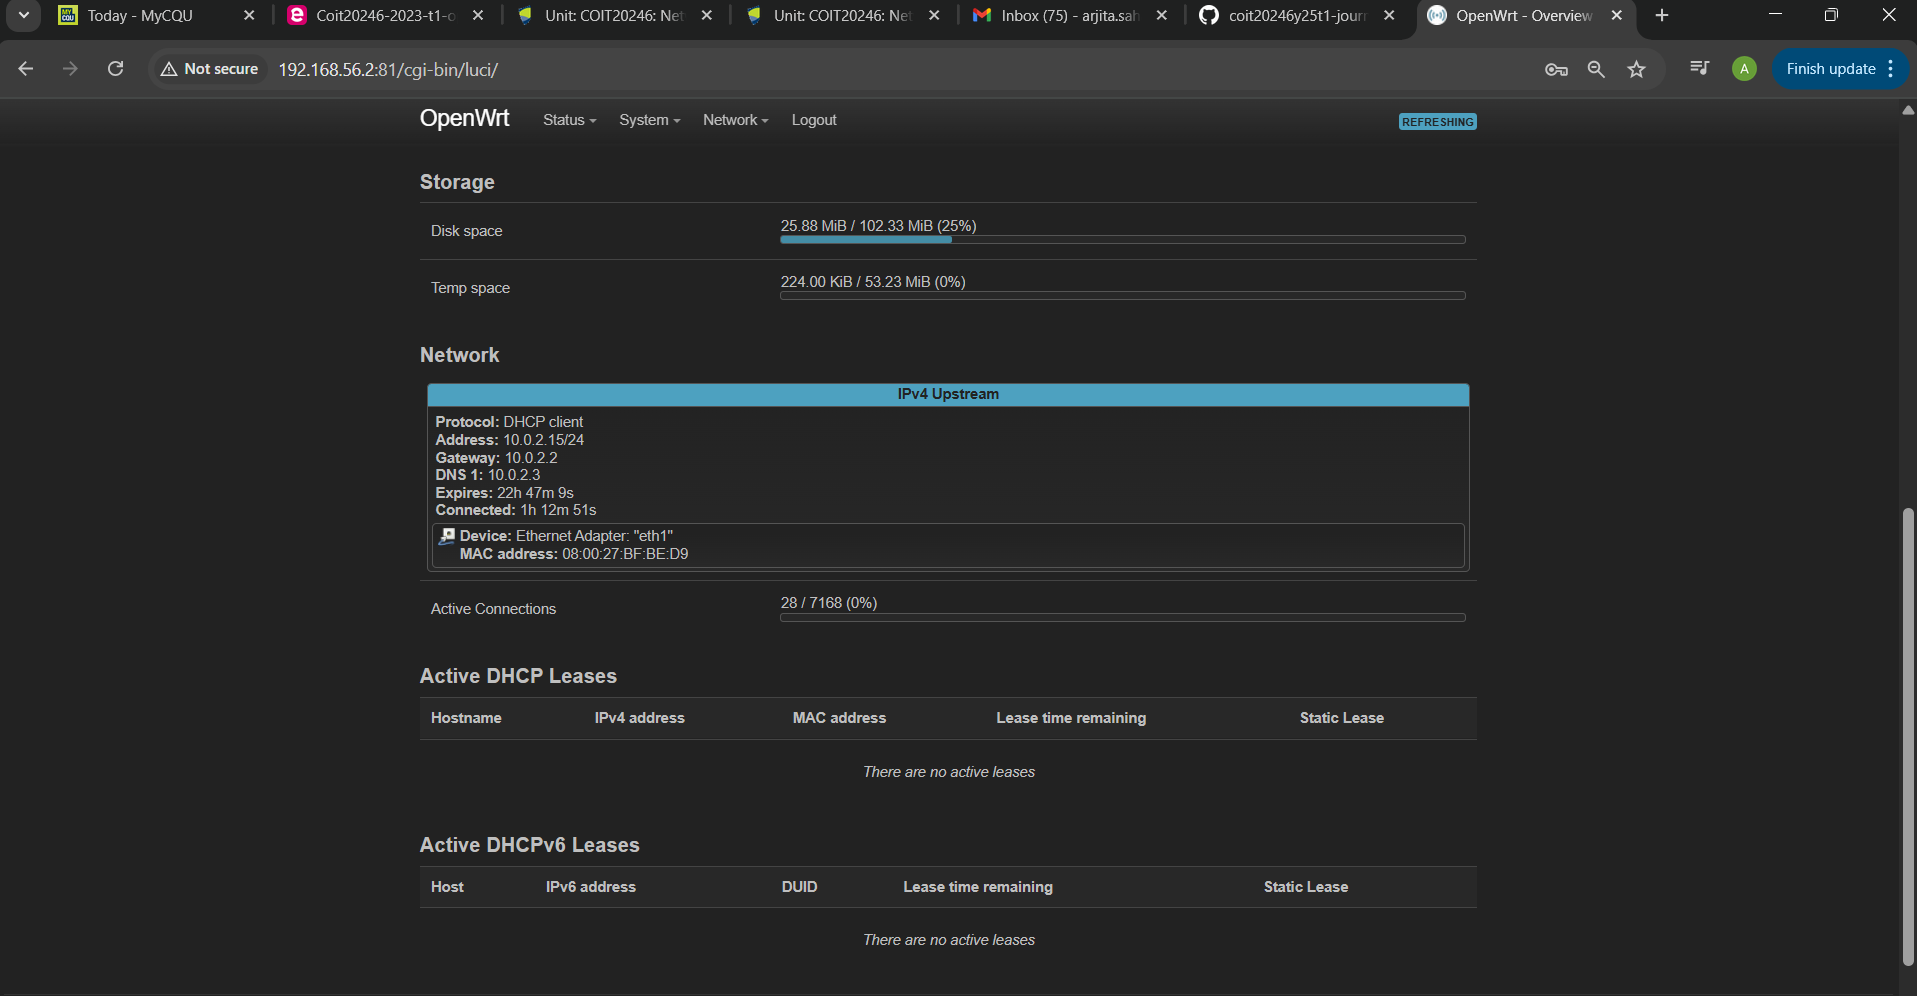 Today - MyCQU
Coit20246-2023-t1-o
Unit: COIT20246: Net
Unit: COIT20246: Net
Inbox (75) - arjita.sah
coit20246y25t1-jour
OpenWrt - Overview
Not secure
192.168.56.2:81/cgi-bin/luci/
A
Finish update
OpenWrt
Status
System
Network
Logout
REFRESHING
Storage
Disk space
25.88 MiB / 102.33 MiB (25%)
Temp space
224.00 KiB / 53.23 MiB (0%)
Network
IPv4 Upstream
Protocol: DHCP client
Address: 10.0.2.15/24
Gateway: 10.0.2.2
DNS 1: 10.0.2.3
Expires: 22h 47m 9s
Connected: 1h 12m 51s
Device: Ethernet Adapter: "eth1"
MAC address: 08:00:27:BF:BE:D9
Active Connections
28 / 7168 (0%)
Active DHCP Leases
Hostname IPv4 address MAC address Lease time remaining Static Lease
There are no active leases
Active DHCPv6 Leases
Host IPv6 address DUID Lease time remaining Static Lease
There are no active leases